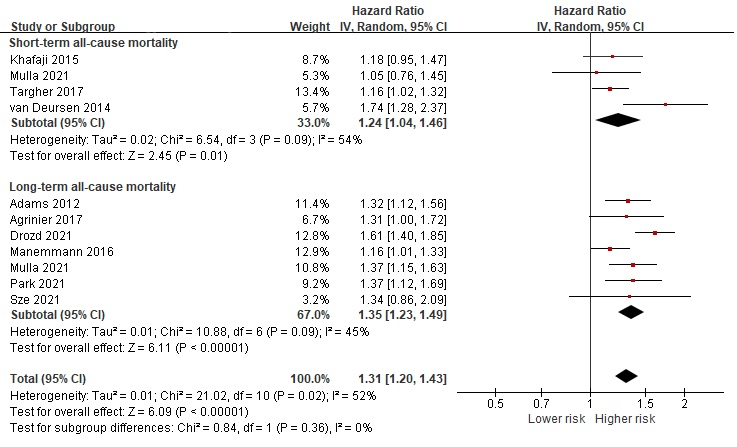 Hazard Ratio Hazard Ratio
Study or Subgroup Weight IV, Random, 95% CI IV, Random, 95% CI
Short-term all-cause mortality
Khafaji 2015 8.7% 1.18 [0.95, 1.47]
Mulla 2021 5.3% 1.05 [0.76, 1.45]
Targher 2017 13.4% 1.16 [1.02, 1.32]
van Deursen 2014 5.7% 1.74 [1.28, 2.37]
Subtotal (95% CI) 33.0% 1.24 [1.04, 1.46]
Heterogeneity: Tau² = 0.02; Chi² = 6.54, df = 3 (P = 0.09); I² = 54%
Test for overall effect: Z = 2.45 (P = 0.01)
Long-term all-cause mortality
Adams 2012 11.4% 1.32 [1.12, 1.56]
Agrinier 2017 6.7% 1.31 [1.00, 1.72]
Drozd 2021 12.8% 1.61 [1.40, 1.85]
Manemmann 2016 12.9% 1.16 [1.01, 1.33]
Mulla 2021 10.8% 1.37 [1.15, 1.63]
Park 2021 9.2% 1.37 [1.12, 1.69]
Sze 2021 3.2% 1.34 [0.86, 2.09]
Subtotal (95% CI) 67.0% 1.35 [1.23, 1.49]
Heterogeneity: Tau² = 0.01; Chi² = 10.88, df = 6 (P = 0.09); I² = 45%
Test for overall effect: Z = 6.11 (P < 0.00001)
Total (95% CI) 100.0% 1.31 [1.20, 1.43]
Heterogeneity: Tau² = 0.01; Chi² = 21.02, df = 10 (P = 0.02); I² = 52%
Test for overall effect: Z = 6.09 (P < 0.00001)
Test for subgroup differences: Chi² = 0.84, df = 1 (P = 0.36), I² = 0%
0.5 0.7 1 1.5 2
Lower risk Higher risk